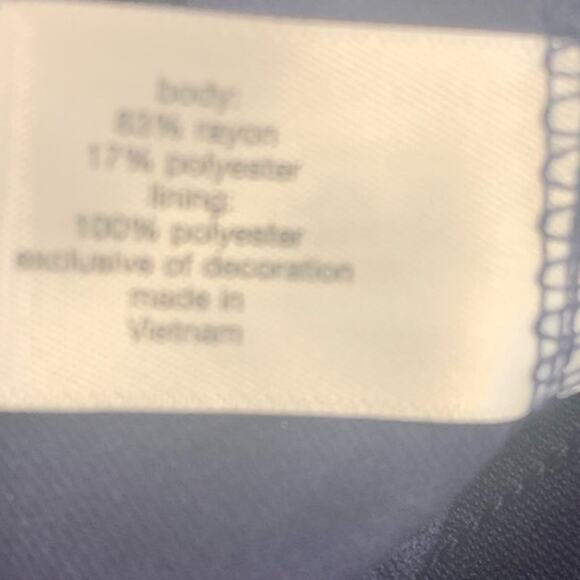 body:
83% rayon
17% polyester
lining:
100% polyester
exclusive of decoration
made in
Vietnam